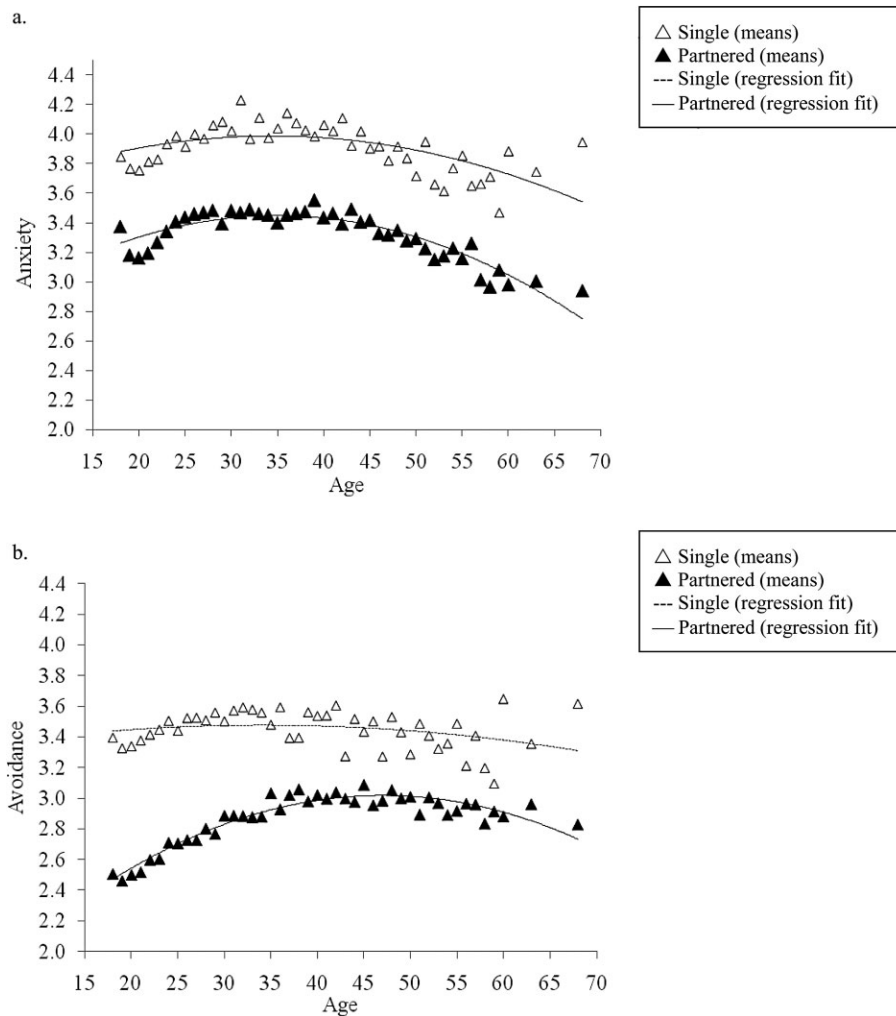 a.
△ Single (means)
▲ Partnered (means)
Single (regression fit)
Partnered (regression fit)
4.4
4.2
4.0
3.8
3.6
3.4
3.2
3.0
2.8
2.6
2.4
2.2
2.0
Anxiety
15 20 25 30 35 40 45 50 55 60 65 70
Age
b.
△ Single (means)
▲ Partnered (means)
Single (regression fit)
Partnered (regression fit)
4.4
4.2
4.0
3.8
3.6
3.4
3.2
3.0
2.8
2.6
2.4
2.2
2.0
Avoidance
15 20 25 30 35 40 45 50 55 60 65 70
Age